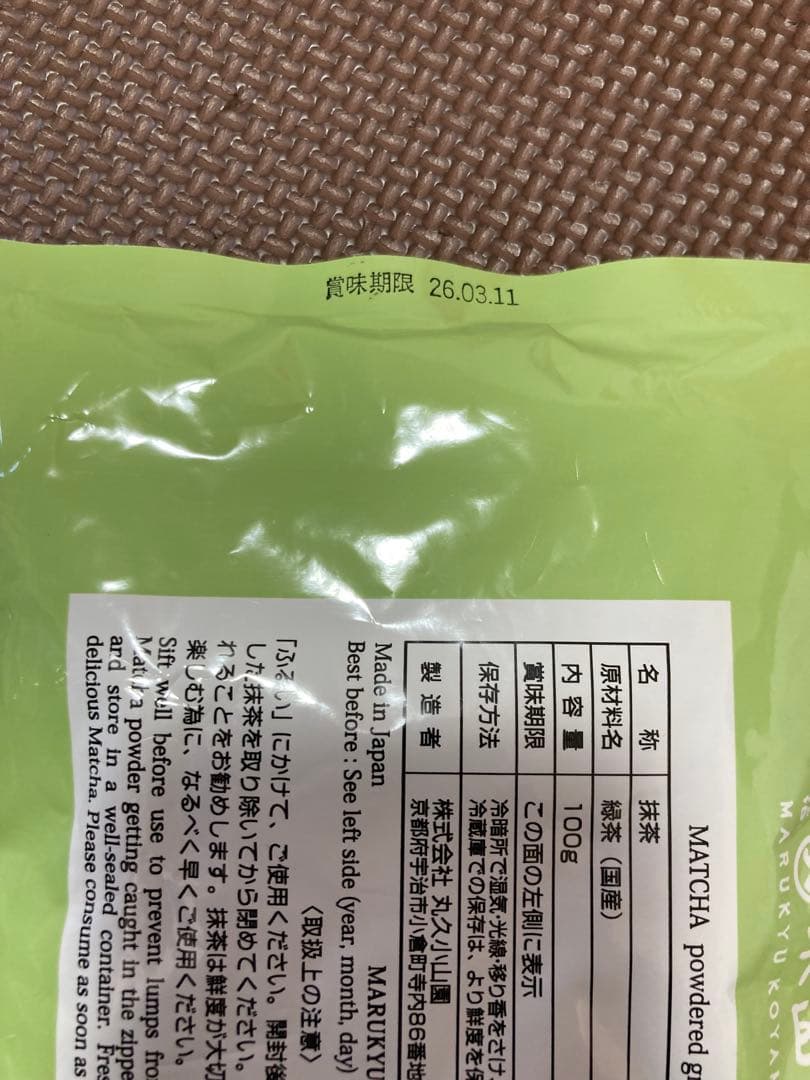 賞味期限 26.03.11
MARUKYU KOYA
MATCHA powdered
名称 抹茶
原材料名 緑茶（国産）
内容量 100g
賞味期限 この面の左側に表示
保存方法 冷暗所で湿気・光線・移り香をさけ
冷蔵庫での保存は、より鮮度を保
製造者 株式会社 丸久小山園
京都府宇治市小倉町寺内86番地
Made in Japan
MARUKYU
Best before : See left side (year, month, day)
〈取扱上の注意〉
「ふるい」にかけて、ご使用ください。開封後
した抹茶を取り除いてから閉めてください。
れることをお勧めします。抹茶は鮮度が大切
楽しむ為に、なるべく早くご使用ください。
Sift well before use to prevent lumps fro
Matcha powder getting caught in the zippe
and store in a well-sealed container. Fres
delicious Matcha. Please consume as soon as